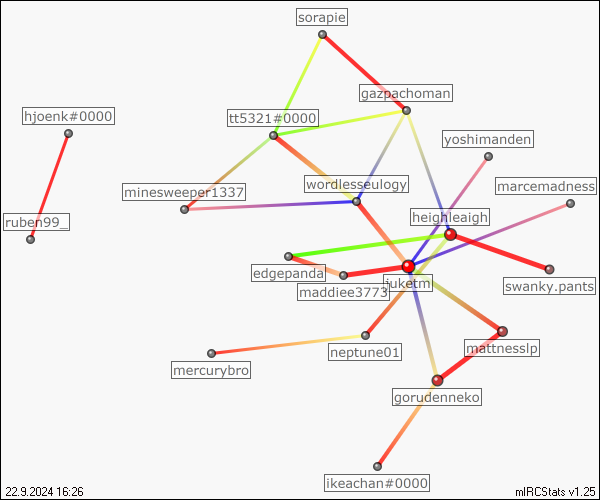 sorapie
gazpachoman
hjoenk#0000
tt5321#0000
yoshimanden
wordlesseulogy
marcemadness
minesweeper1337
heighleaigh
ruben99_
edgepanda
juketm
swanky.pants
maddiee3773
neptune01
mattnesslp
mercurybro
gorudenneko
ikeachan#0000
22.9.2024 16:26
mIRCStats v1.25